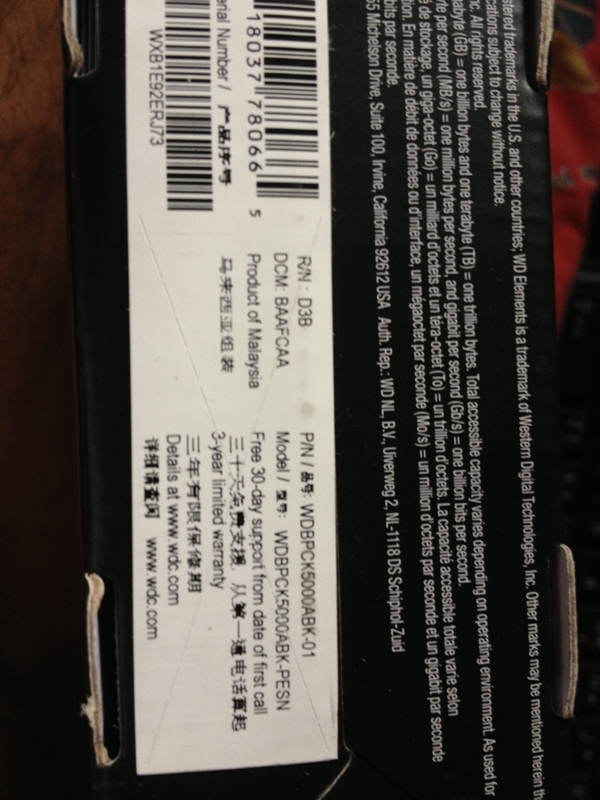 stered trademarks in the U.S. and other countries; WD Elements is a trademark of Western Digital Technologies, Inc. Other marks may be mentioned herein th
cations subject to change without notice.
nc. All rights reserved.
abyte (GB) = one billion bytes and one terabyte (TB) = one trillion bytes. Total accessible capacity varies depending on operating environment. As used for
yte per second (MB/s) = one million bytes per second, and gigabit per second (Gb/s) = one billion bits per second.
é de stockage, un giga-octet (Go) = un milliard d'octets et un téra-octet (To) = un trillion d'octets. La capacité accessible totale varie selon
tion. En matière de débit de données ou d'interface, un mégaoctet par seconde (Mo/s) = un million d'octets par seconde et un gigabit par seconde
bits par seconde.
55 Michelson Drive, Suite 100, Irvine, California 92612 USA Auth. Rep.: WD NL, B.V., Uiverweg 2, NL-1118 DS Schiphol-Zuid
18037 78066 5
erial Number / 产品序号
WXB1E92ERJ73
R/N: D3B
DCM: BAAFCAA
Product of Malaysia
马来西亚组装
P/N / 品号: WDBPCK5000ABK-01
Model / 型号: WDBPCK5000ABK-PESN
Free 30-day support from date of first call
三十天免费支援 从第一通电话算起
3-year limited warranty
三年有限保修期
Details at www.wdc.com
详细请查阅 www.wdc.com